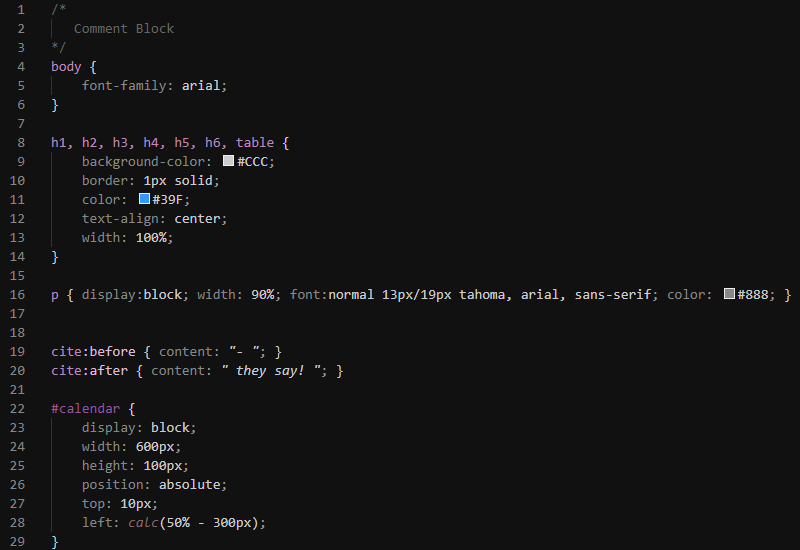 1 /*
2 Comment Block
3 */
4 body {
5 font-family: arial;
6 }
7
8 h1, h2, h3, h4, h5, h6, table {
9 background-color: #CCC;
10 border: 1px solid;
11 color: #39F;
12 text-align: center;
13 width: 100%;
14 }
15
16 p { display:block; width: 90%; font:normal 13px/19px tahoma, arial, sans-serif; color: #888; }
17
18
19 cite:before { content: "- "; }
20 cite:after { content: " they say! "; }
21
22 #calendar {
23 display: block;
24 width: 600px;
25 height: 100px;
26 position: absolute;
27 top: 10px;
28 left: calc(50% - 300px);
29 }